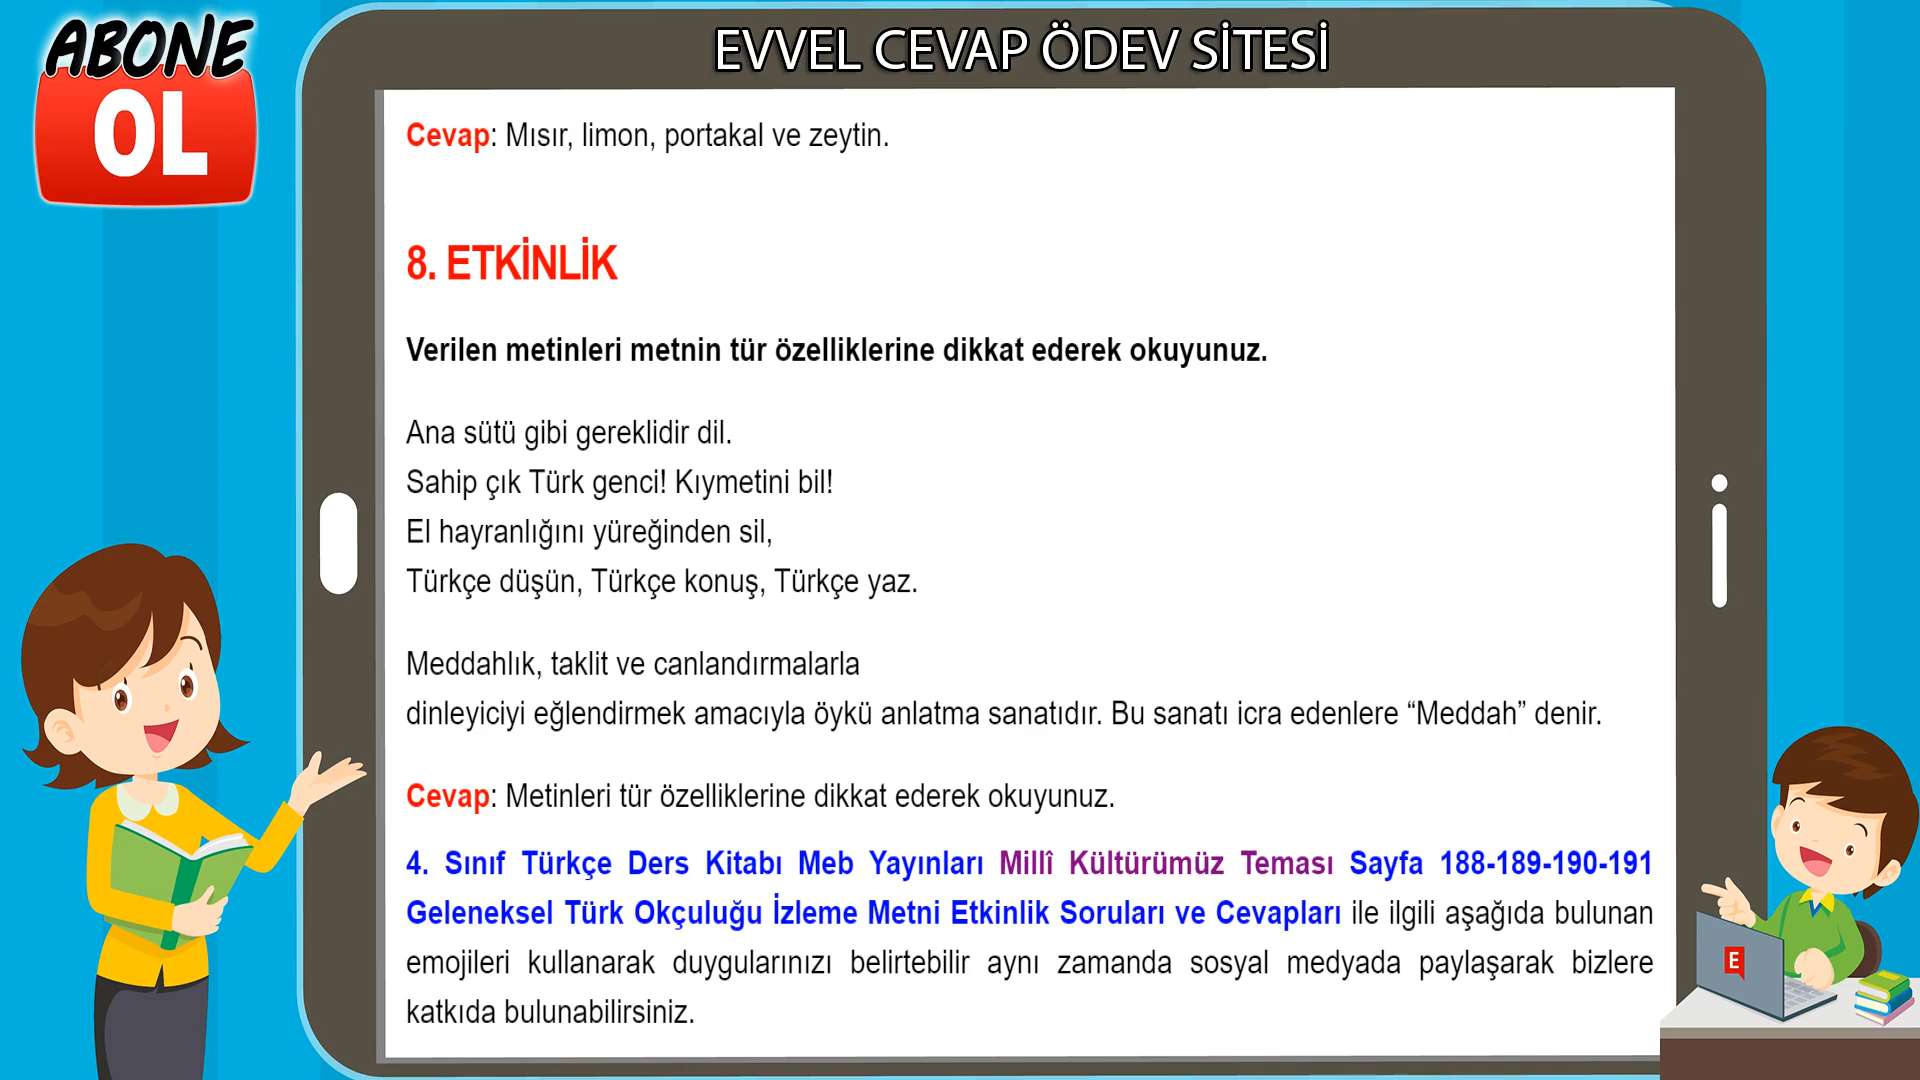 ABONE
OL
EVVEL CEVAP ÖDEV SİTESİ
Cevap: Mısır, limon, portakal ve zeytin.
8. ETKİNLİK
Verilen metinleri metnin tür özelliklerine dikkat ederek okuyunuz.
Ana sütü gibi gereklidir dil.
Sahip çık Türk genci! Kıymetini bil!
El hayranlığını yüreğinden sil,
Türkçe düşün, Türkçe konuş, Türkçe yaz.
Meddahlık, taklit ve canlandırmalarla
dinleyiciyi eğlendirmek amacıyla öykü anlatma sanatıdır. Bu sanatı icra edenlere “Meddah” denir.
Cevap: Metinleri tür özelliklerine dikkat ederek okuyunuz.
4. Sınıf Türkçe Ders Kitabı Meb Yayınları Millî Kültürümüz Teması Sayfa 188-189-190-191
Geleneksel Türk Okçuluğu İzleme Metni Etkinlik Soruları ve Cevapları ile ilgili aşağıda bulunan
emojileri kullanarak duygularınızı belirtebilir aynı zamanda sosyal medyada paylaşarak bizlere
katkıda bulunabilirsiniz.
E